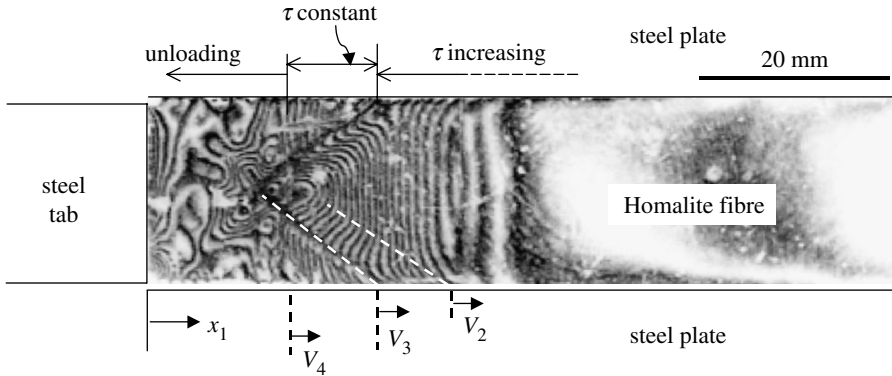 τ constant
unloading
τ increasing
steel plate
20 mm
steel
tab
Homalite fibre
x1
V4
V3
V2
steel plate